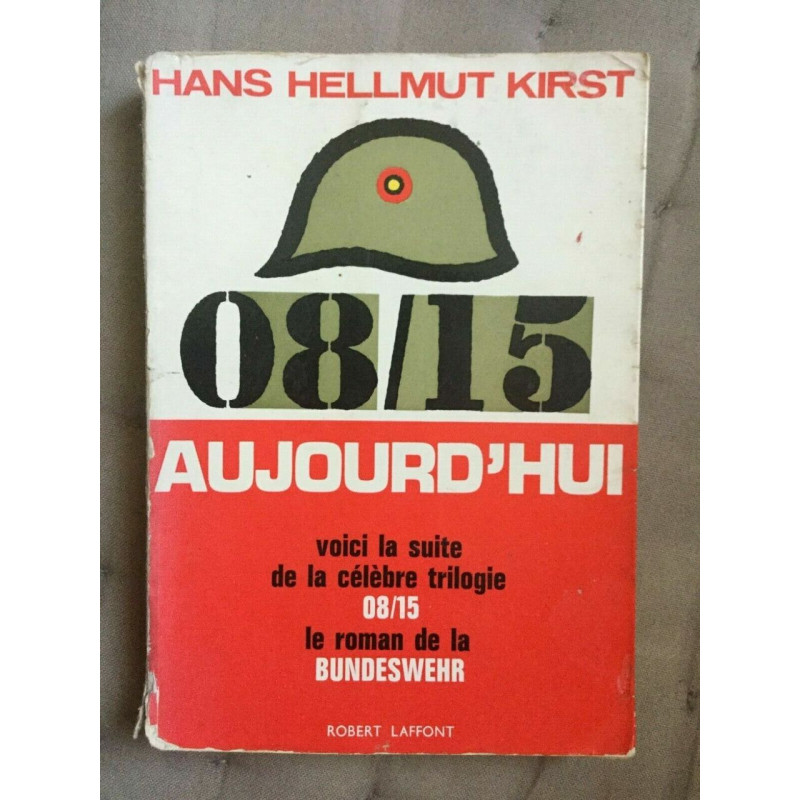 HANS HELLMUT KIRST
08/15
AUJOURD'HUI
voici la suite
de la célèbre trilogie
08/15
le roman de la
BUNDESWEHR
ROBERT LAFFONT